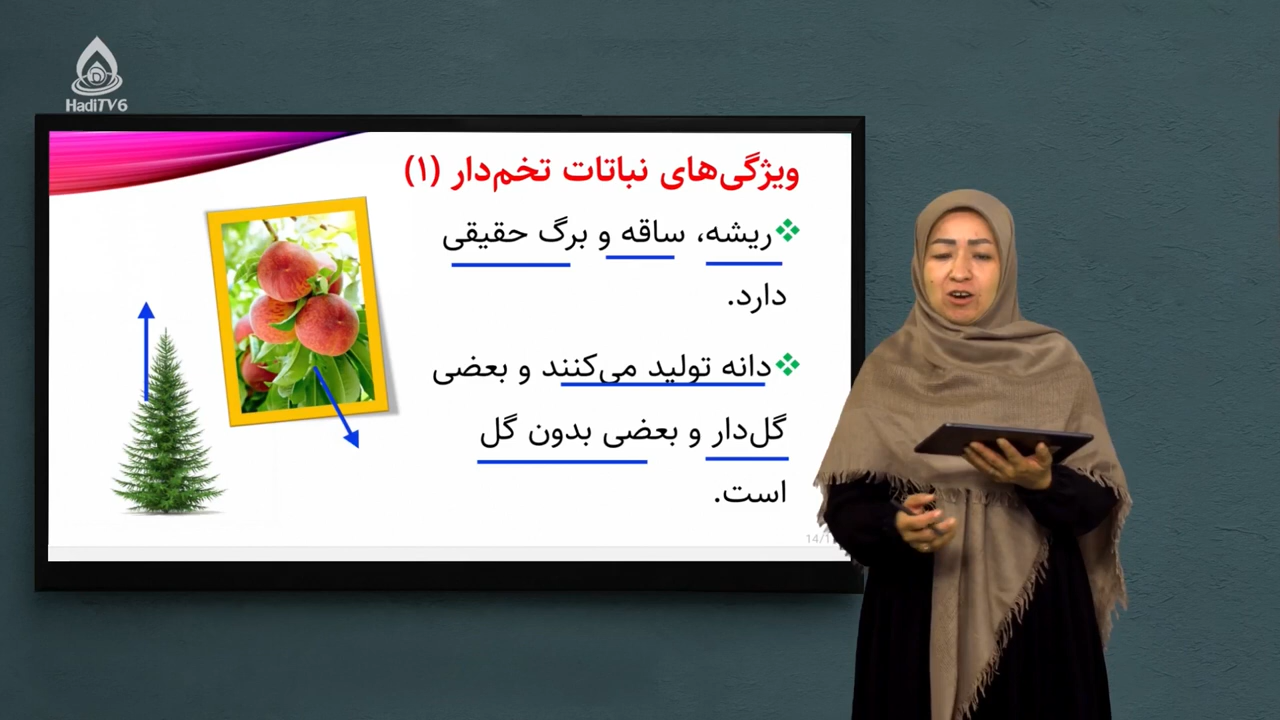 HadiTV6
ویژگی‌های نباتات تخم‌دار (۱)
ریشه، ساقه و برگ حقیقی
دارد.
دانه تولید می‌کنند و بعضی
گل‌دار و بعضی بدون گل
است.